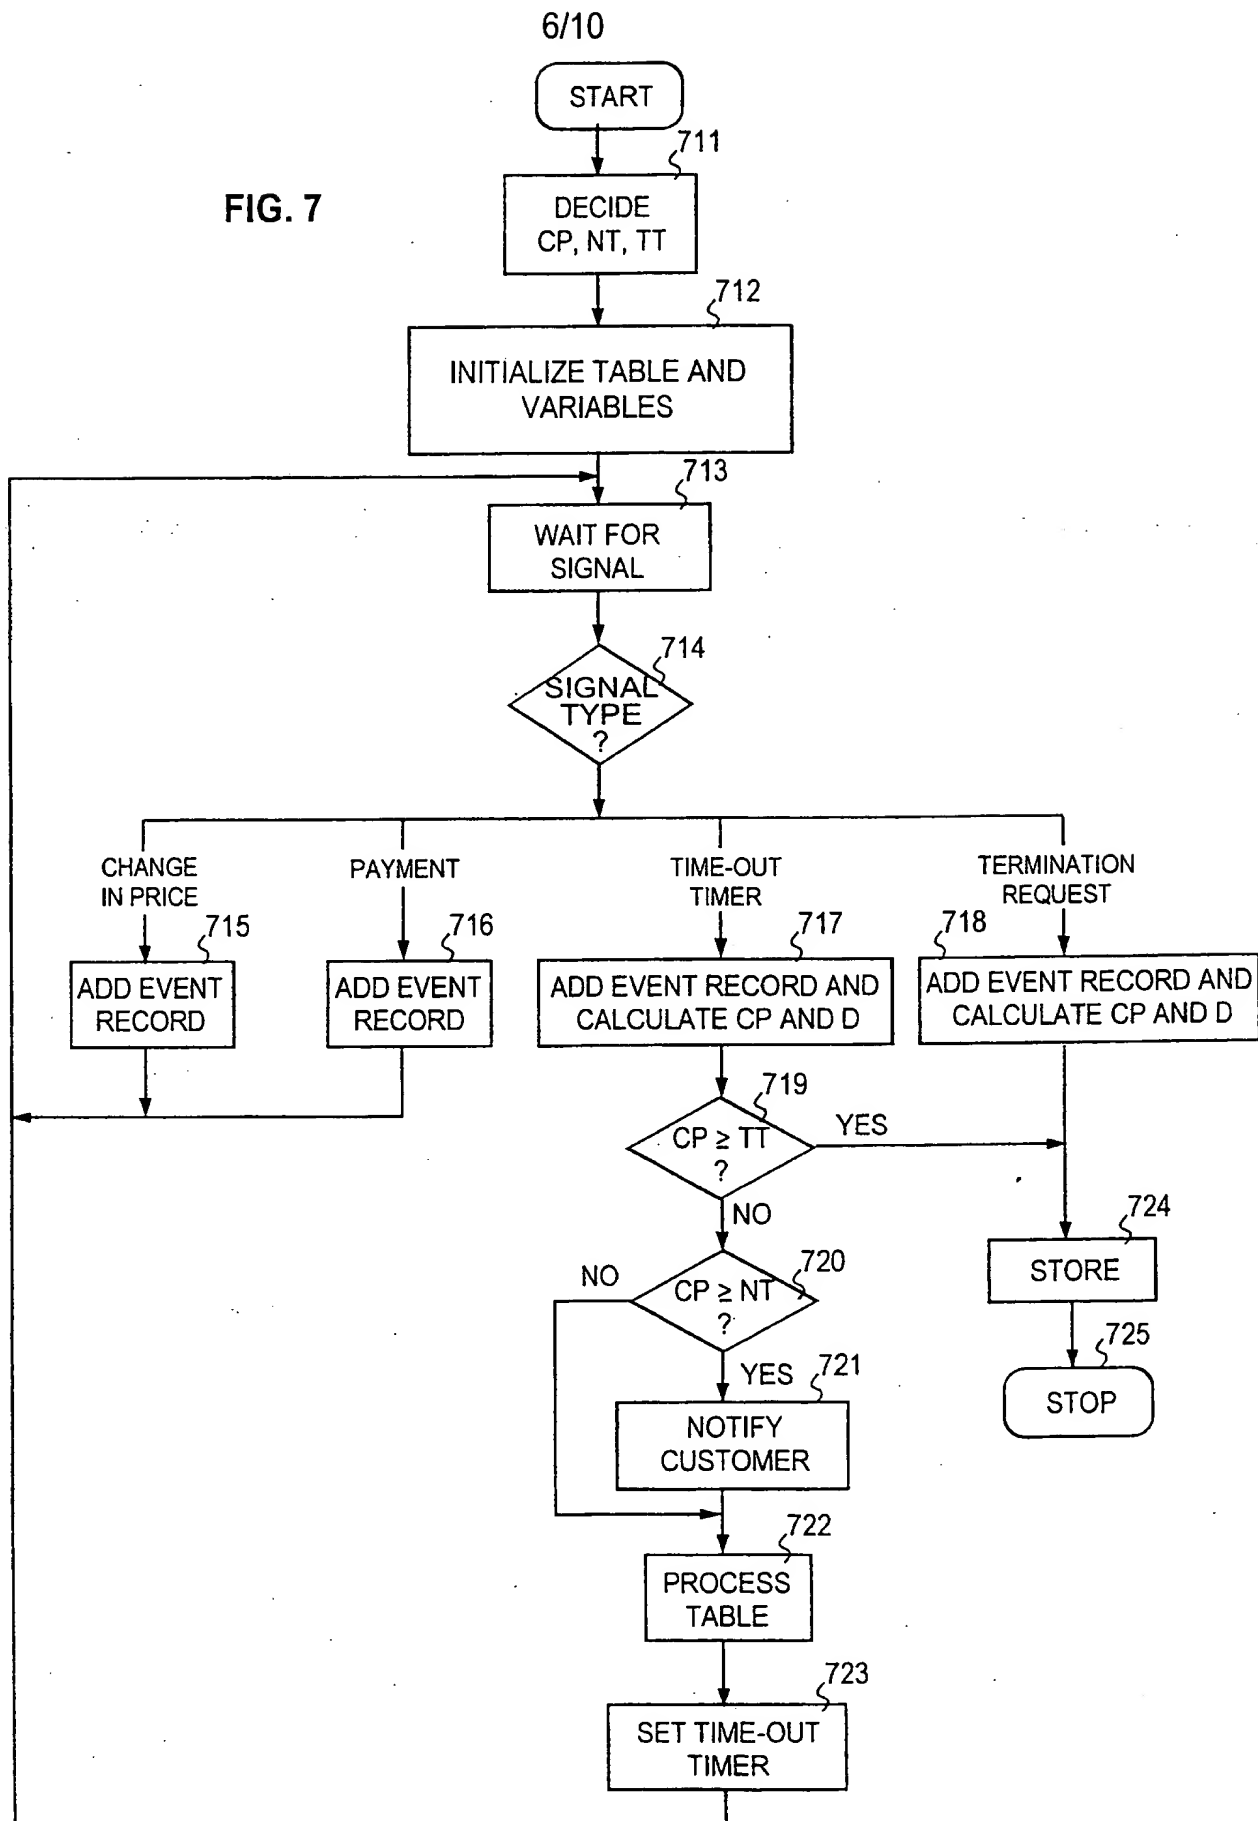 6/10
START
711
FIG. 7
DECIDE
CP, NT, TT
712
INITIALIZE TABLE AND
VARIABLES
713
WAIT FOR
SIGNAL
714
SIGNAL
TYPE
?
CHANGE
IN PRICE
PAYMENT
TIME-OUT
TIMER
TERMINATION
REQUEST
715
716
717
718
ADD EVENT
RECORD
ADD EVENT
RECORD
ADD EVENT RECORD AND
CALCULATE CP AND D
ADD EVENT RECORD AND
CALCULATE CP AND D
719
CP ≥ TT
?
YES
NO
724
STORE
720
NO
CP ≥ NT
?
725
STOP
YES
721
NOTIFY
CUSTOMER
722
PROCESS
TABLE
723
SET TIME-OUT
TIMER